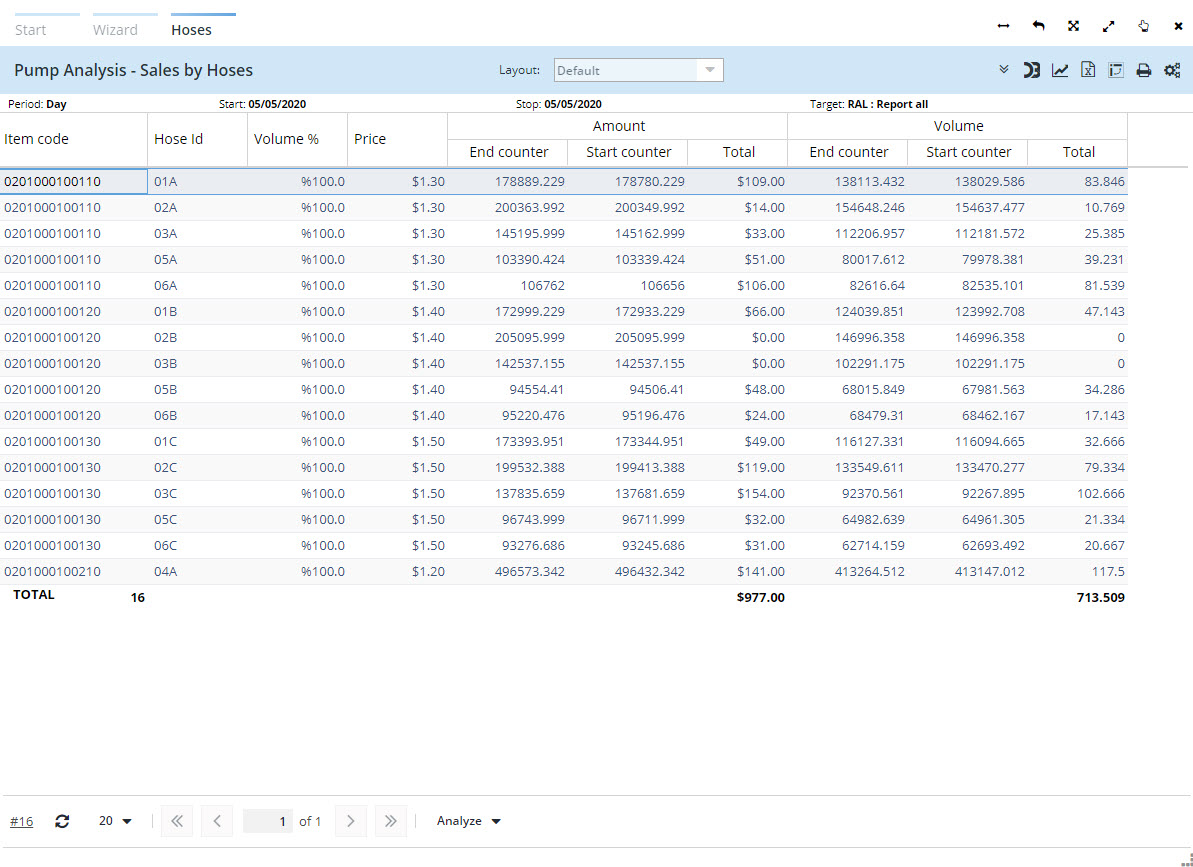 Start Wizard Hoses
Pump Analysis - Sales by Hoses Layout: Default
Period: Day Start: 05/05/2020 Stop: 05/05/2020 Target: RAL : Report all
Amount Volume
Item code Hose Id Volume % Price
End counter Start counter Total End counter Start counter Total
0201000100110 01A %100.0 $1.30 178889.229 178780.229 $109.00 138113.432 138029.586 83.846
0201000100110 02A %100.0 $1.30 200363.992 200349.992 $14.00 154648.246 154637.477 10.769
0201000100110 03A %100.0 $1.30 145195.999 145162.999 $33.00 112206.957 112181.572 25.385
0201000100110 05A %100.0 $1.30 103390.424 103339.424 $51.00 80017.612 79978.381 39.231
0201000100110 06A %100.0 $1.30 106762 106656 $106.00 82616.64 82535.101 81.539
0201000100120 01B %100.0 $1.40 172999.229 172933.229 $66.00 124039.851 123992.708 47.143
0201000100120 02B %100.0 $1.40 205095.999 205095.999 $0.00 146996.358 146996.358 0
0201000100120 03B %100.0 $1.40 142537.155 142537.155 $0.00 102291.175 102291.175 0
0201000100120 05B %100.0 $1.40 94554.41 94506.41 $48.00 68015.849 67981.563 34.286
0201000100120 06B %100.0 $1.40 95220.476 95196.476 $24.00 68479.31 68462.167 17.143
0201000100130 01C %100.0 $1.50 173393.951 173344.951 $49.00 116127.331 116094.665 32.666
0201000100130 02C %100.0 $1.50 199532.388 199413.388 $119.00 133549.611 133470.277 79.334
0201000100130 03C %100.0 $1.50 137835.659 137681.659 $154.00 92370.561 92267.895 102.666
0201000100130 05C %100.0 $1.50 96743.999 96711.999 $32.00 64982.639 64961.305 21.334
0201000100130 06C %100.0 $1.50 93276.686 93245.686 $31.00 62714.159 62693.492 20.667
0201000100210 04A %100.0 $1.20 496573.342 496432.342 $141.00 413264.512 413147.012 117.5
TOTAL 16 $977.00 713.509
#16 20 1 of 1 Analyze